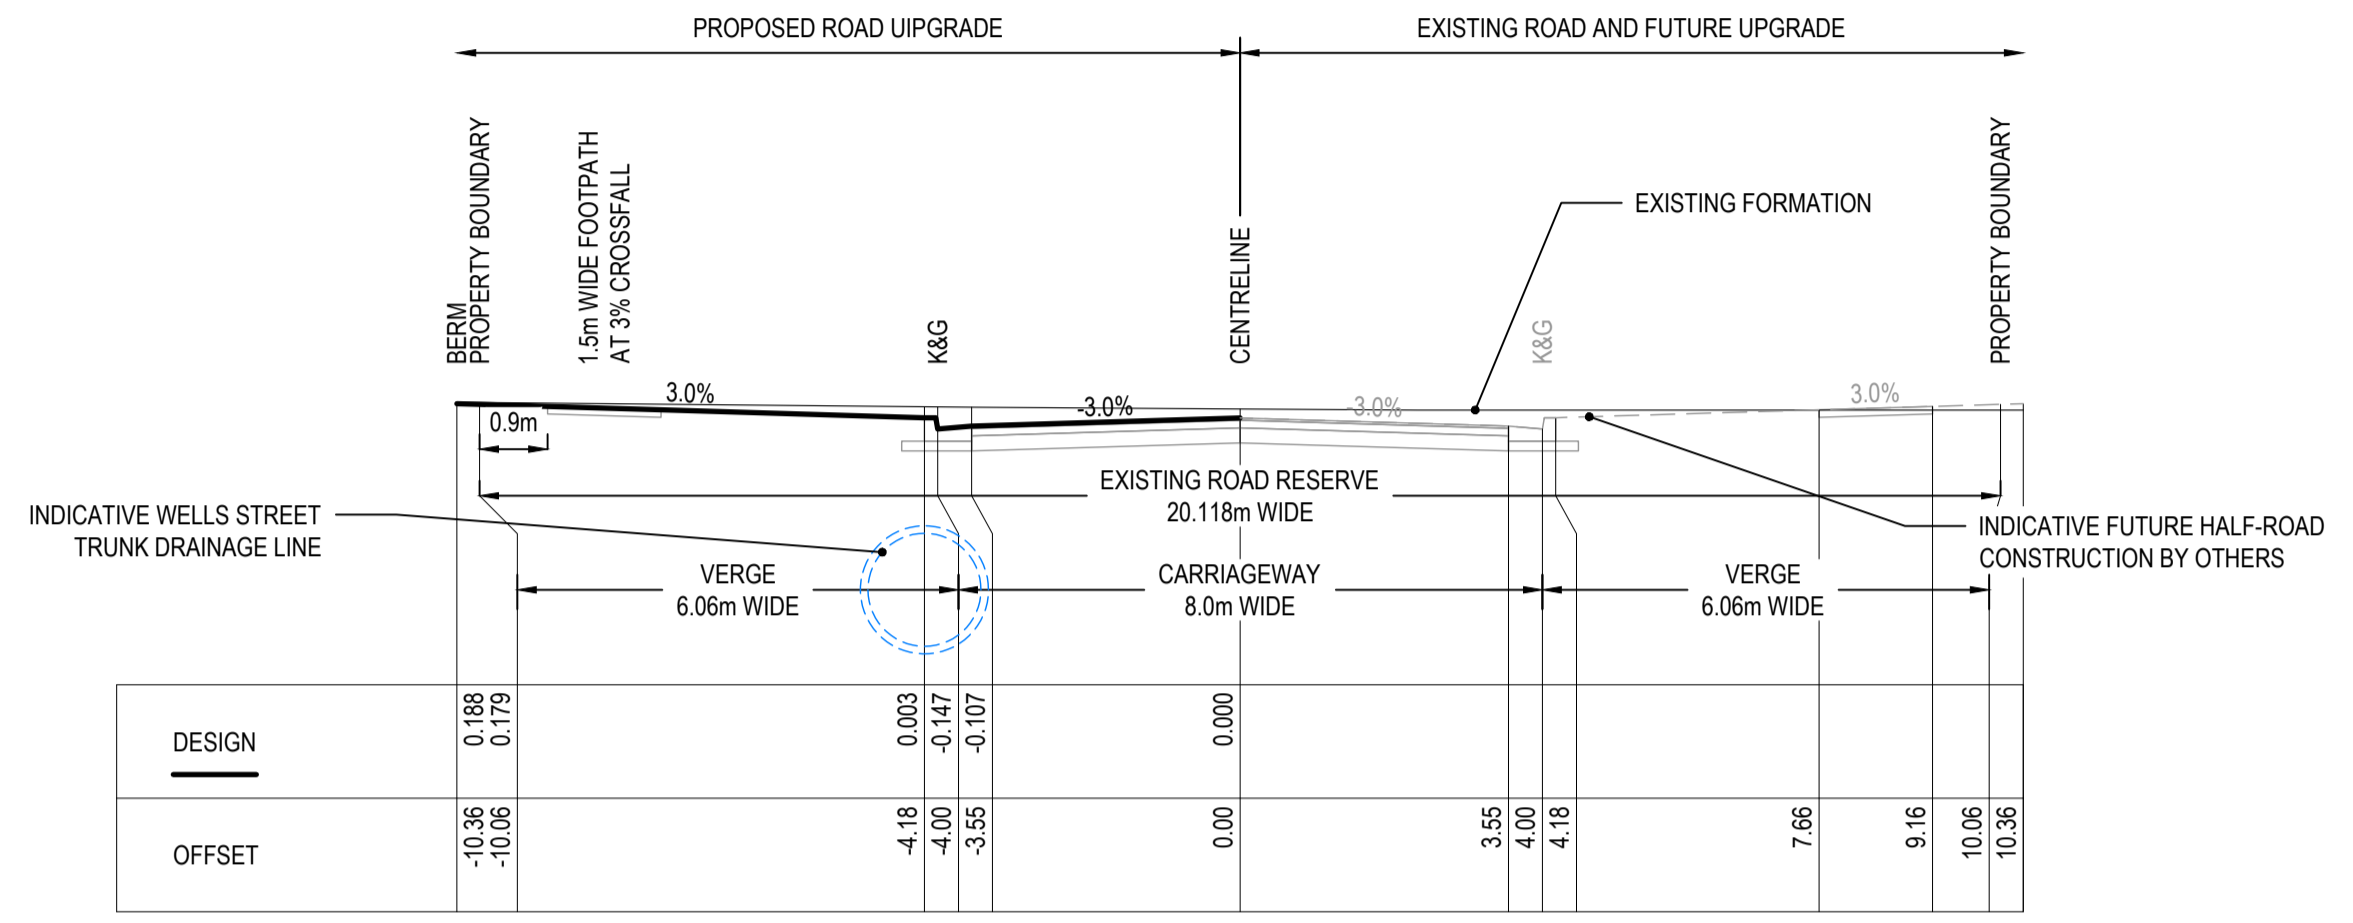 PROPOSED ROAD UIPGRADE
EXISTING ROAD AND FUTURE UPGRADE
BERM
PROPERTY BOUNDARY
1.5m WIDE FOOTPATH
AT 3% CROSSFALL
K&G
CENTRELINE
EXISTING FORMATION
K&G
PROPERTY BOUNDARY
3.0%
-3.0%
-3.0%
3.0%
0.9m
EXISTING ROAD RESERVE
20.118m WIDE
INDICATIVE WELLS STREET
TRUNK DRAINAGE LINE
INDICATIVE FUTURE HALF-ROAD
CONSTRUCTION BY OTHERS
VERGE
6.06m WIDE
CARRIAGEWAY
8.0m WIDE
VERGE
6.06m WIDE
DESIGN
0.188
0.179
0.003
-0.147
-0.107
0.000
OFFSET
-10.36
-10.06
-4.18
-4.00
-3.55
0.00
3.55
4.00
4.18
7.66
9.16
10.06
10.36